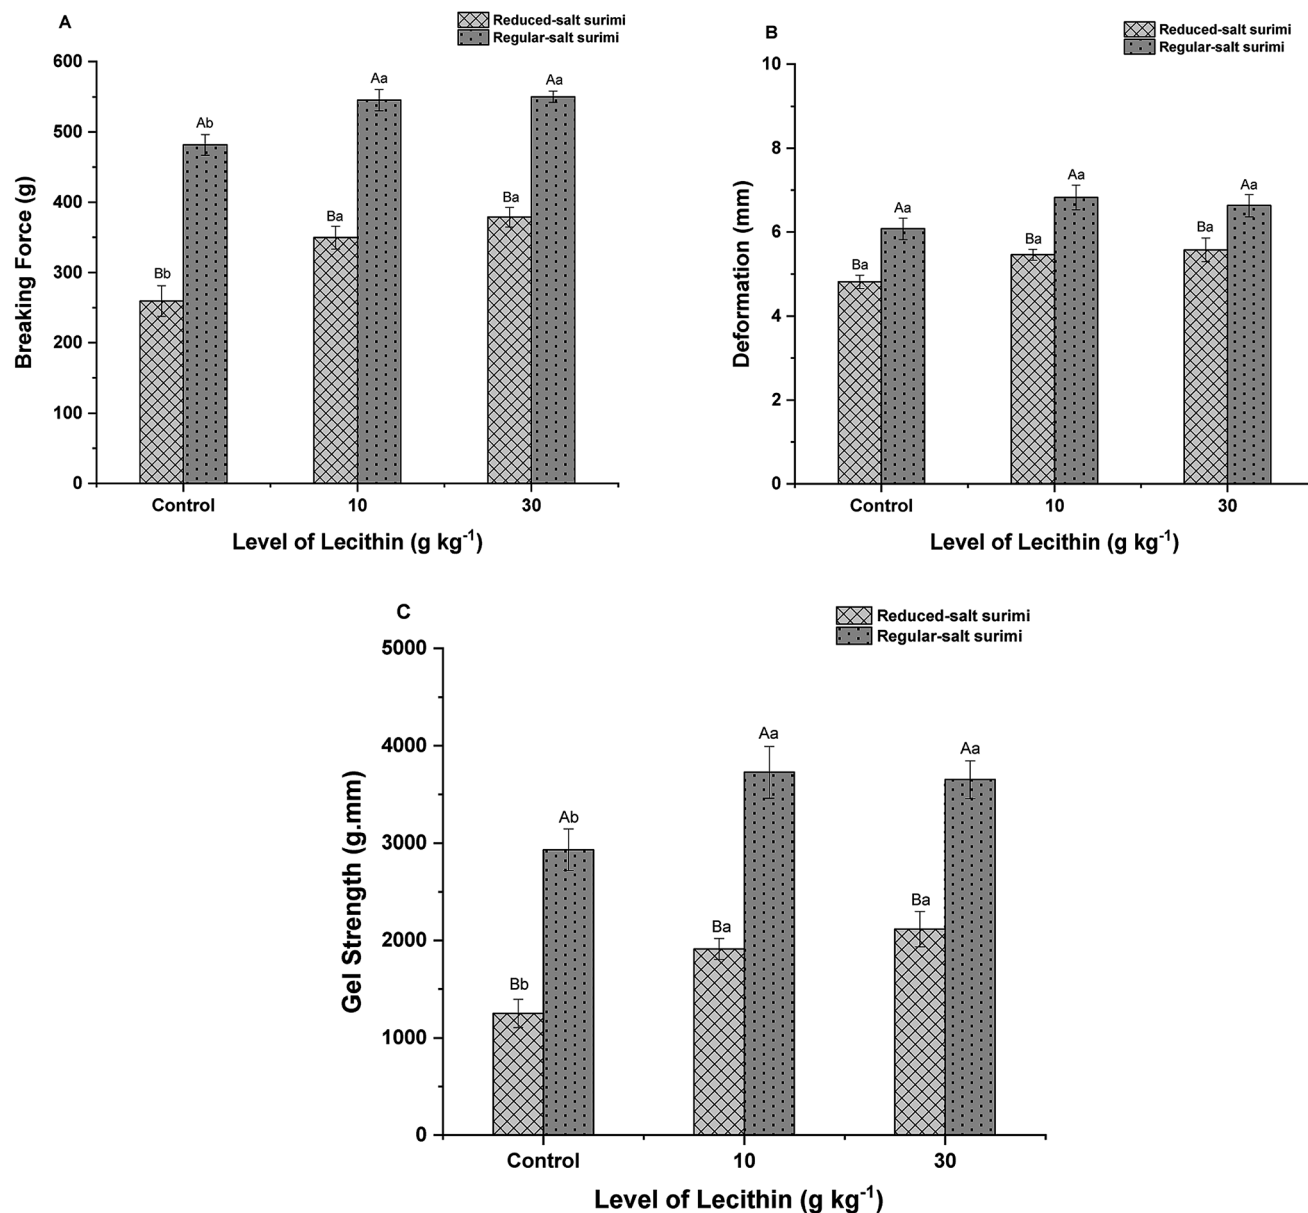 A
Reduced-salt surimi
Regular-salt surimi
600
500
400
300
200
100
0
Breaking Force (g)
Bb
Ab
Ba
Aa
Ba
Aa
Control
10
30
Level of Lecithin (g kg⁻¹)
B
Reduced-salt surimi
Regular-salt surimi
10
8
6
4
2
0
Deformation (mm)
Ba
Aa
Ba
Aa
Ba
Aa
Control
10
30
Level of Lecithin (g kg⁻¹)
C
Reduced-salt surimi
Regular-salt surimi
5000
4000
3000
2000
1000
0
Gel Strength (g.mm)
Bb
Ab
Ba
Aa
Ba
Aa
Control
10
30
Level of Lecithin (g kg⁻¹)